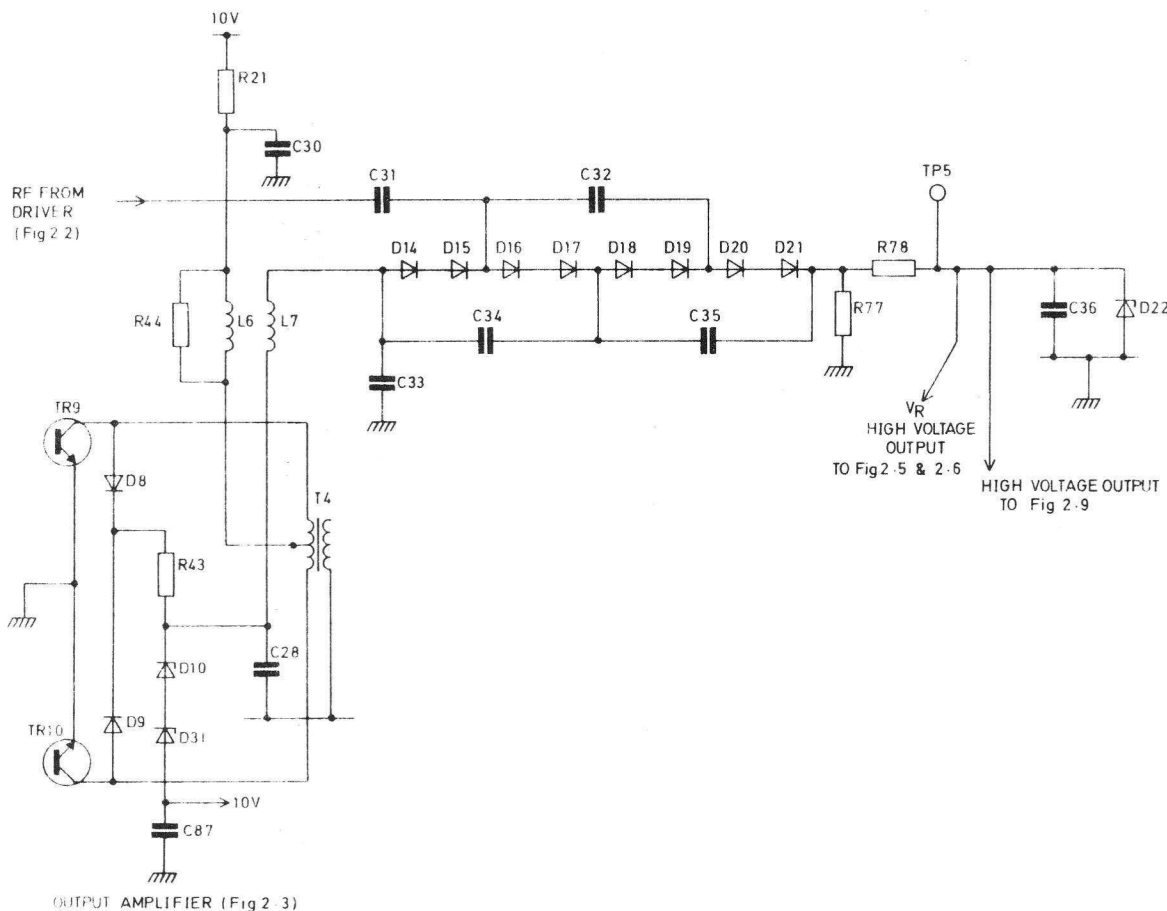 10V
R21
C30
RF FROM
DRIVER
(Fig 2·2)
C31
C32
TP5
D14
D15
D16
D17
D18
D19
D20
D21
R78
R44
L6
L7
C34
C35
R77
C36
D22
C33
TR9
VR
HIGH VOLTAGE
OUTPUT
TO Fig 2·5 & 2·6
HIGH VOLTAGE OUTPUT
TO Fig 2·9
D8
T4
R43
C28
D10
D9
TR10
D31
10V
C87
OUTPUT AMPLIFIER (Fig 2·3)